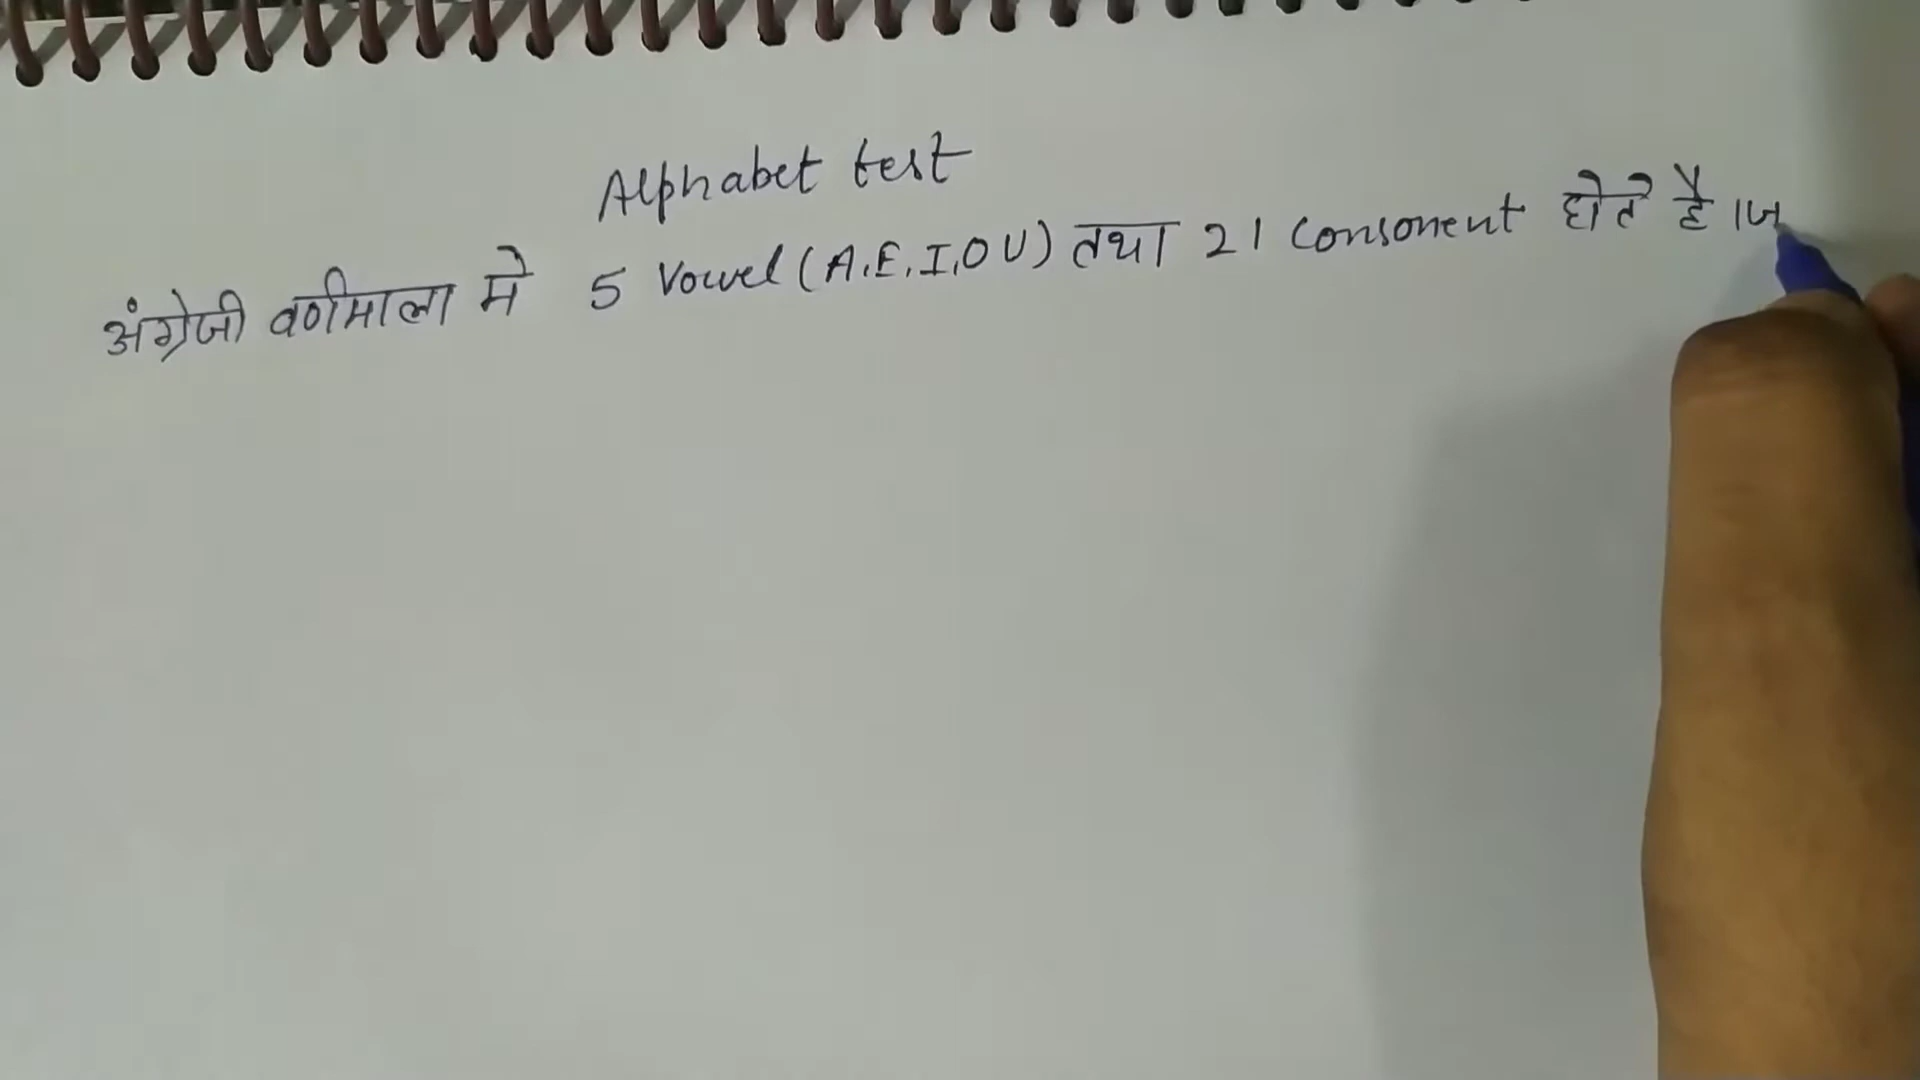 Alphabet test
अंग्रेजी वर्णमाला मे 5 Vowel (A.E.I.O U) तथा 21 Consonent होते है ।